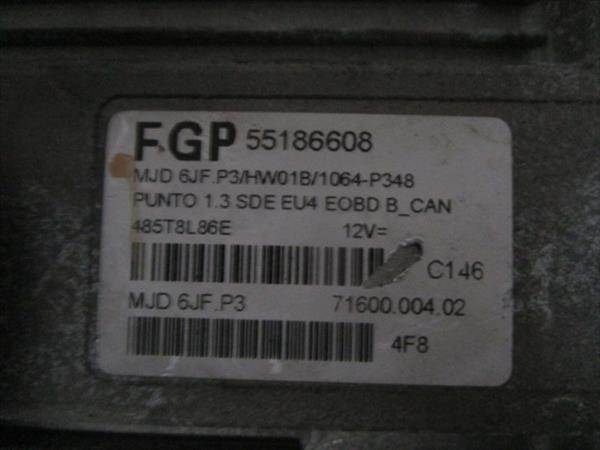 FGP 55186608
MJD 6JF.P3/HW01B/1064-P348
PUNTO 1.3 SDE EU4 EOBD B_CAN
485T8L86E 12V=
C146
MJD 6JF.P3 71600.004.02
4F8